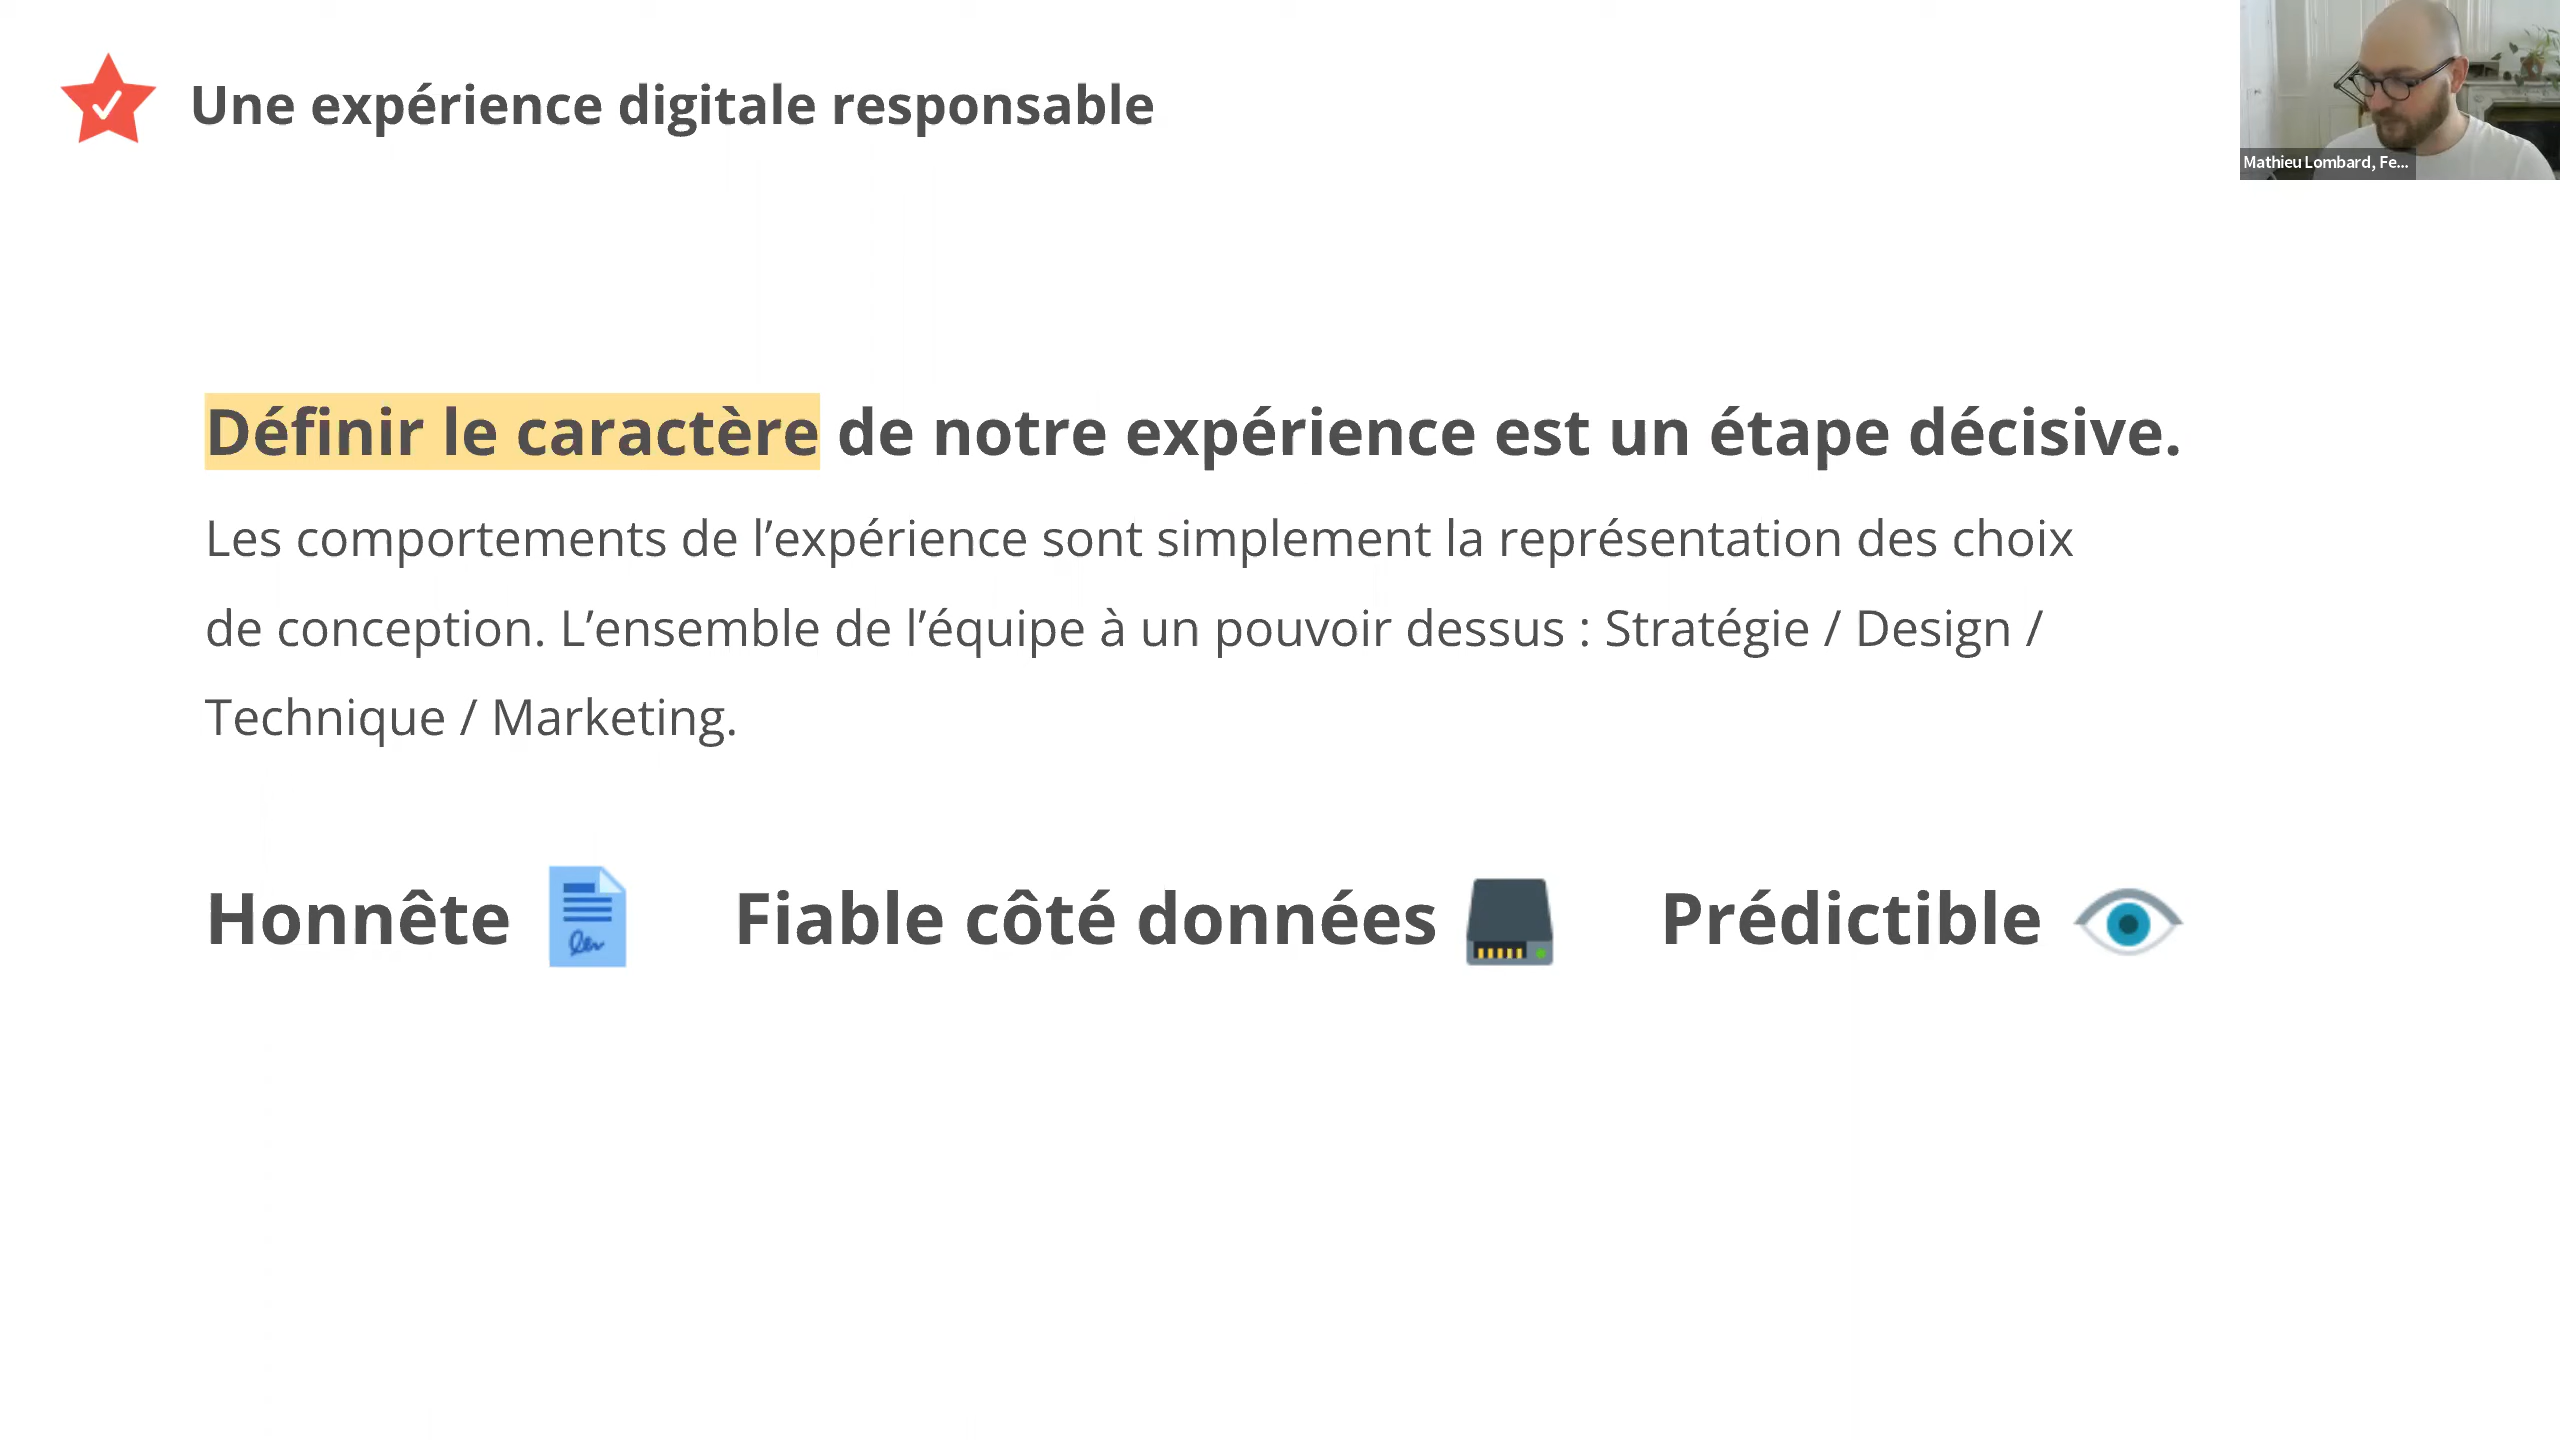 Une expérience digitale responsable
Mathieu Lombard, Fe...
Définir le caractère de notre expérience est un étape décisive.
Les comportements de l’expérience sont simplement la représentation des choix
de conception. L’ensemble de l’équipe à un pouvoir dessus : Stratégie / Design /
Technique / Marketing.
Honnête Fiable côté données Prédictible